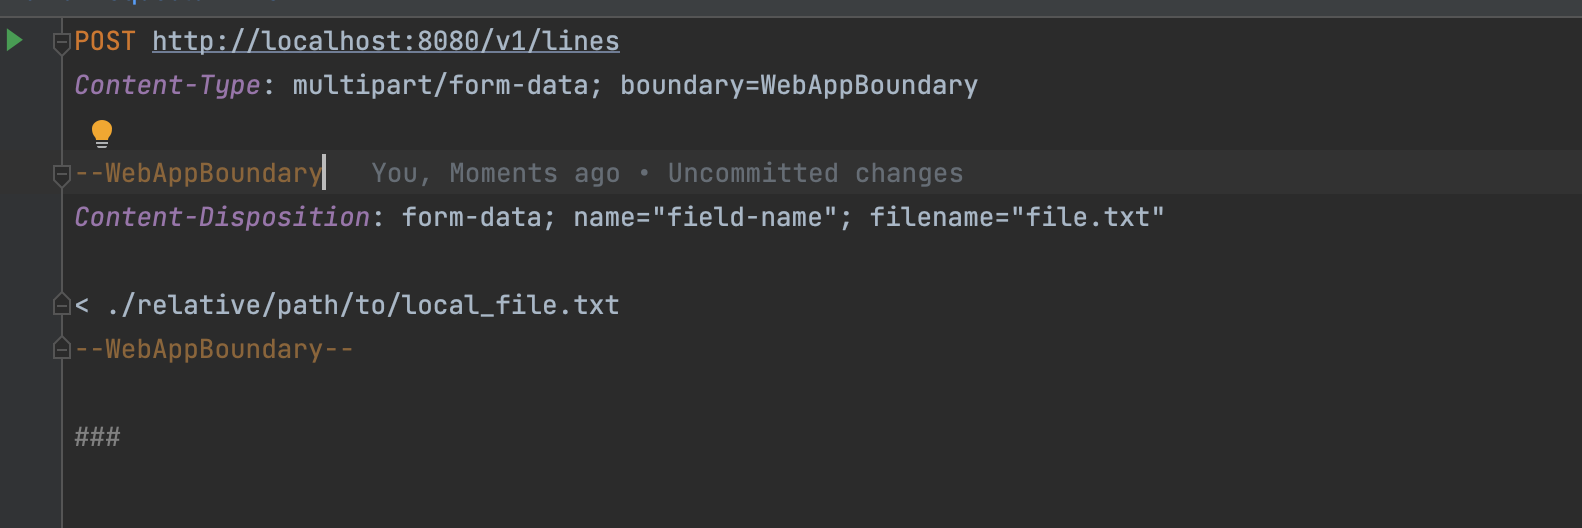 POST http://localhost:8080/v1/lines
Content-Type: multipart/form-data; boundary=WebAppBoundary
--WebAppBoundary You, Moments ago • Uncommitted changes
Content-Disposition: form-data; name="field-name"; filename="file.txt"
< ./relative/path/to/local_file.txt
--WebAppBoundary--
###